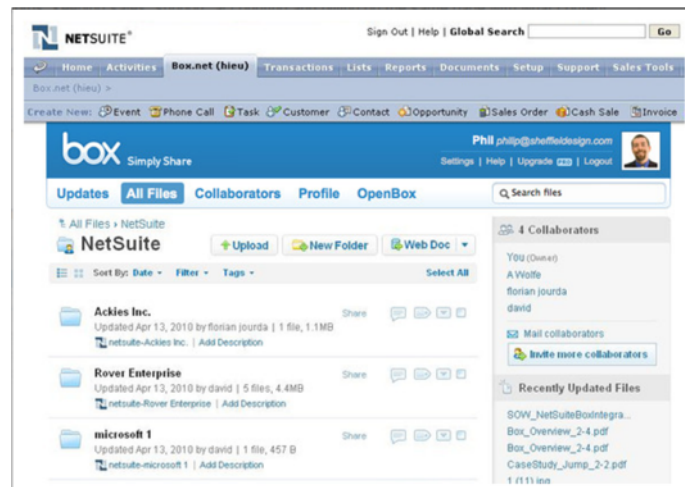 N NETSUITE®
Sign Out | Help | Global Search Go
Home Activities Box.net (hieu) Transactions Lists Reports Documents Setup Support Sales Tools
Box.net (hieu) >
Create New: Event Phone Call Task Customer Contact Opportunity Sales Order Cash Sale Invoice
box Simply Share
Phil philip@sheffieldesign.com
Settings | Help | Upgrade PRO | Logout
Updates All Files Collaborators Profile OpenBox
Search files
All Files › NetSuite
NetSuite
Upload New Folder Web Doc
Sort By: Date Filter Tags Select All
Ackies Inc. Share
Updated Apr 13, 2010 by florian jourda | 1 file, 1.1MB
netsuite-Ackies Inc. | Add Description
Rover Enterprise Share
Updated Apr 13, 2010 by david | 5 files, 4.4MB
netsuite-Rover Enterprise | Add Description
microsoft 1 Share
Updated Apr 13, 2010 by david | 1 file, 457 B
netsuite-microsoft 1 | Add Description
4 Collaborators
You (Owner)
A Wolfe
florian jourda
david
Mail collaborators
Invite more collaborators
Recently Updated Files
SOW_NetSuiteBoxIntegra...
Box_Overview_2-4.pdf
Box_Overview_2-4.pdf
CaseStudy_Jump_2-2.pdf
1 (11).jpg